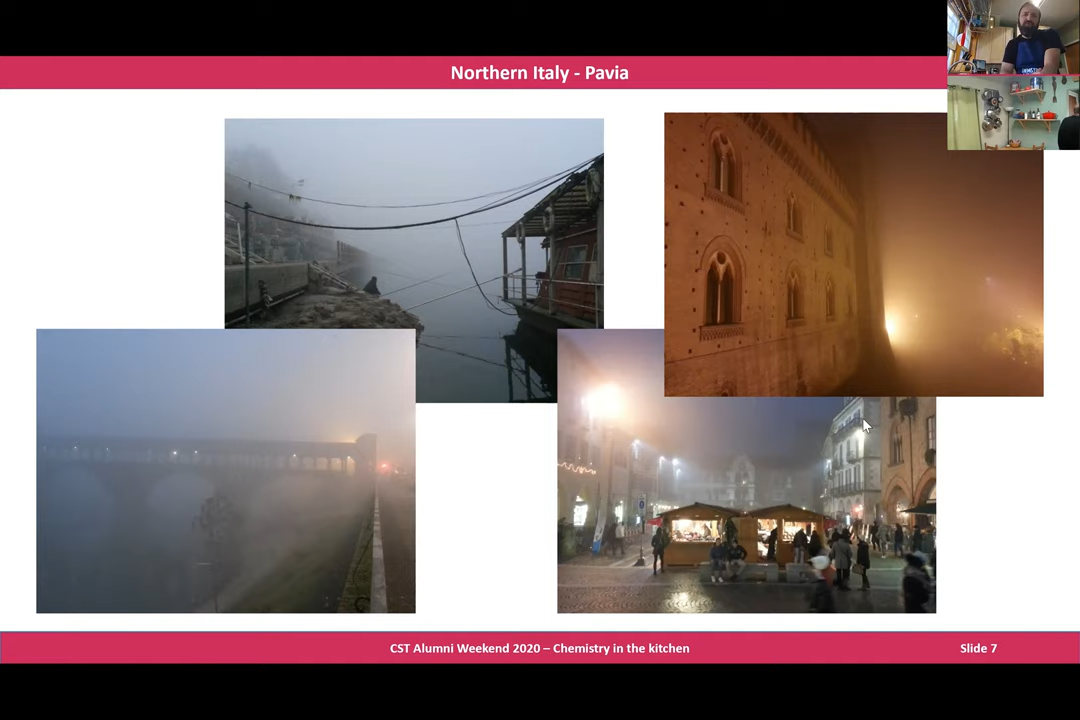 Northern Italy - Pavia
CST Alumni Weekend 2020 – Chemistry in the kitchen
Slide 7